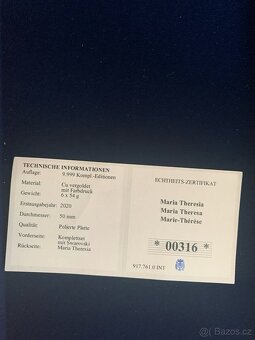 TECHNISCHE INFORMATIONEN
Auflage: 9.999 Kompl.-Editionen
Material: Cu vergoldet
mit Farbdruck
Gewicht: 6 x 54 g
Erstausgabejahr: 2020
Durchmesser: 50 mm
Qualität: Polierte Platte
Vorderseite: Komplettset
mit Swarovski
Rückseite: Maria Theresia
ECHTHEITS-ZERTIFIKAT
Maria Theresia
Maria Theresa
Marie-Thérèse
* 00316 *
917.761.0.INT
Bazoš.cz